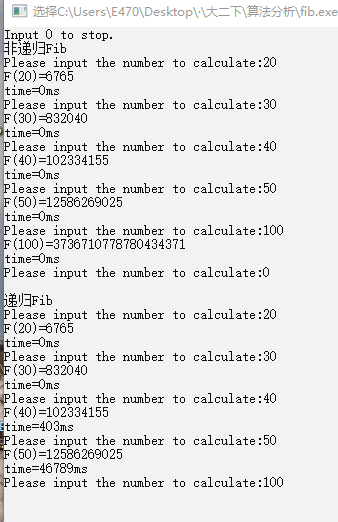 选择C:\Users\E470\Desktop\·\大二下\算法分析\fib.exe
Input 0 to stop.
非递归Fib
Please input the number to calculate:20
F(20)=6765
time=0ms
Please input the number to calculate:30
F(30)=832040
time=0ms
Please input the number to calculate:40
F(40)=102334155
time=0ms
Please input the number to calculate:50
F(50)=12586269025
time=0ms
Please input the number to calculate:100
F(100)=3736710778780434371
time=0ms
Please input the number to calculate:0
递归Fib
Please input the number to calculate:20
F(20)=6765
time=0ms
Please input the number to calculate:30
F(30)=832040
time=0ms
Please input the number to calculate:40
F(40)=102334155
time=403ms
Please input the number to calculate:50
F(50)=12586269025
time=46789ms
Please input the number to calculate:100